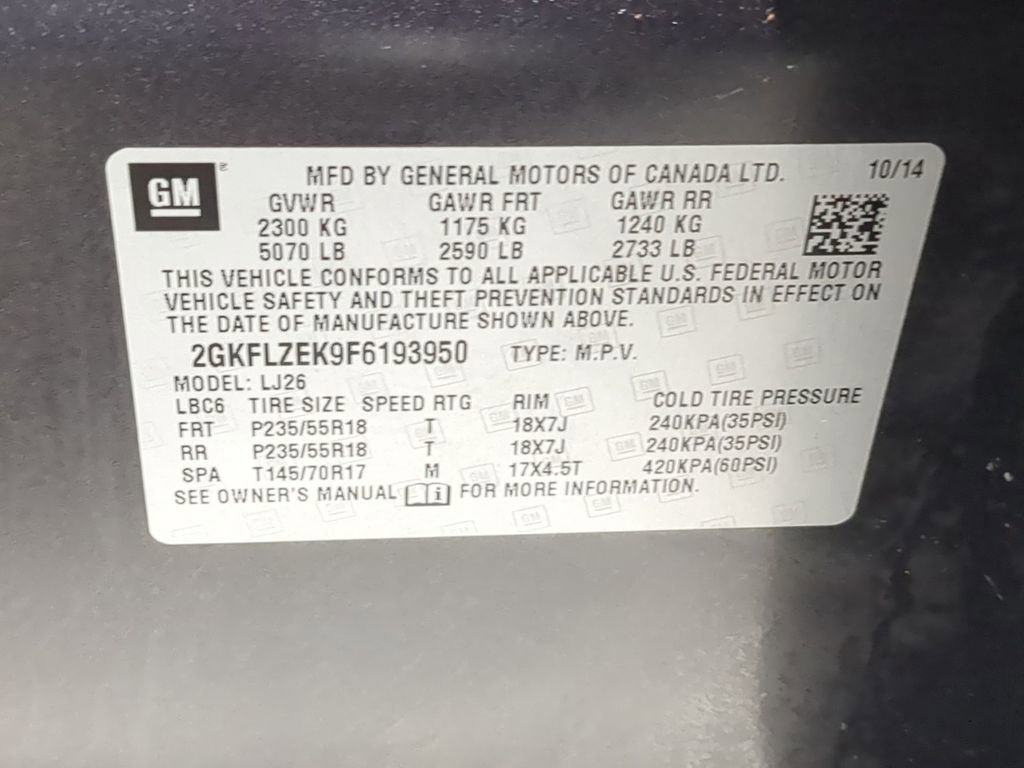 GM MFD BY GENERAL MOTORS OF CANADA LTD. 10/14
GVWR GAWR FRT GAWR RR
2300 KG 1175 KG 1240 KG
5070 LB 2590 LB 2733 LB
THIS VEHICLE CONFORMS TO ALL APPLICABLE U.S. FEDERAL MOTOR
VEHICLE SAFETY AND THEFT PREVENTION STANDARDS IN EFFECT ON
THE DATE OF MANUFACTURE SHOWN ABOVE.
2GKFLZEK9F6193950 TYPE: M.P.V.
MODEL: LJ26
LBC6 TIRE SIZE SPEED RTG RIM COLD TIRE PRESSURE
FRT P235/55R18 T 18X7J 240KPA(35PSI)
RR P235/55R18 T 18X7J 240KPA(35PSI)
SPA T145/70R17 M 17X4.5T 420KPA(60PSI)
SEE OWNER'S MANUAL i FOR MORE INFORMATION.